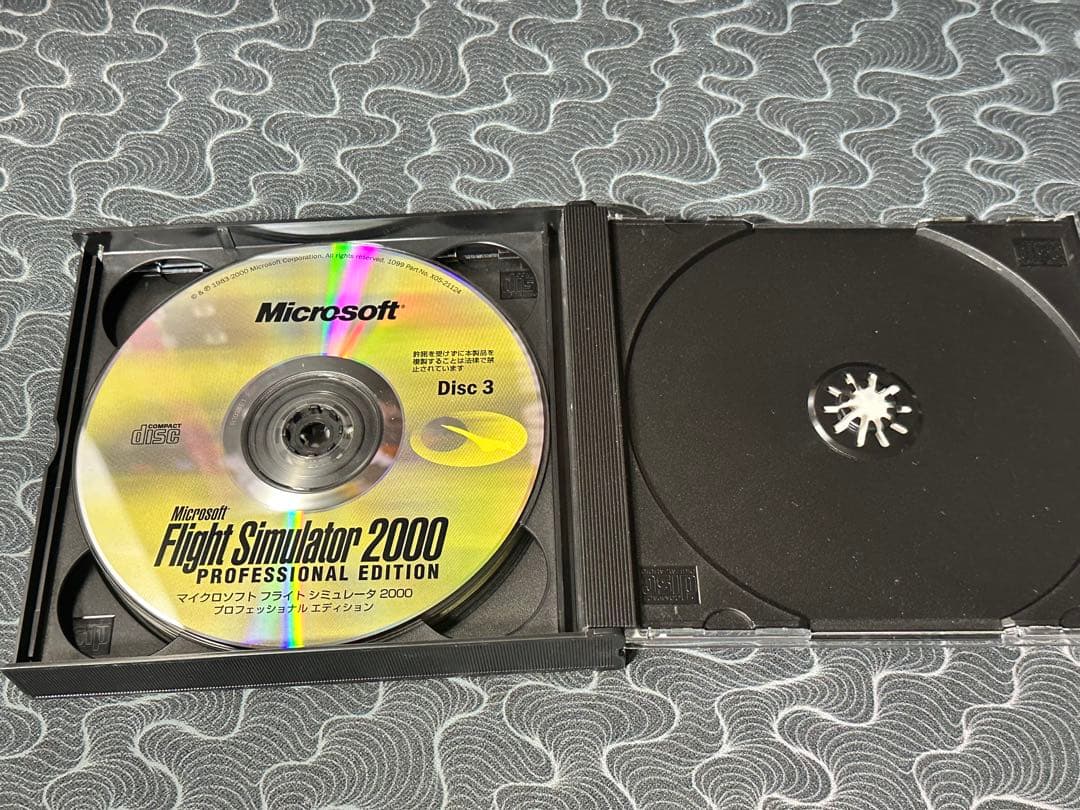 © & ℗ 1983-2000 Microsoft Corporation. All rights reserved. 1099 Part No. X05-21124
Microsoft
許諾を受けずに本製品を
複製することは法律で禁
止されています
Disc 3
COMPACT
disc
Microsoft
Flight Simulator 2000
PROFESSIONAL EDITION
マイクロソフト フライト シミュレータ 2000
プロフェッショナル エディション